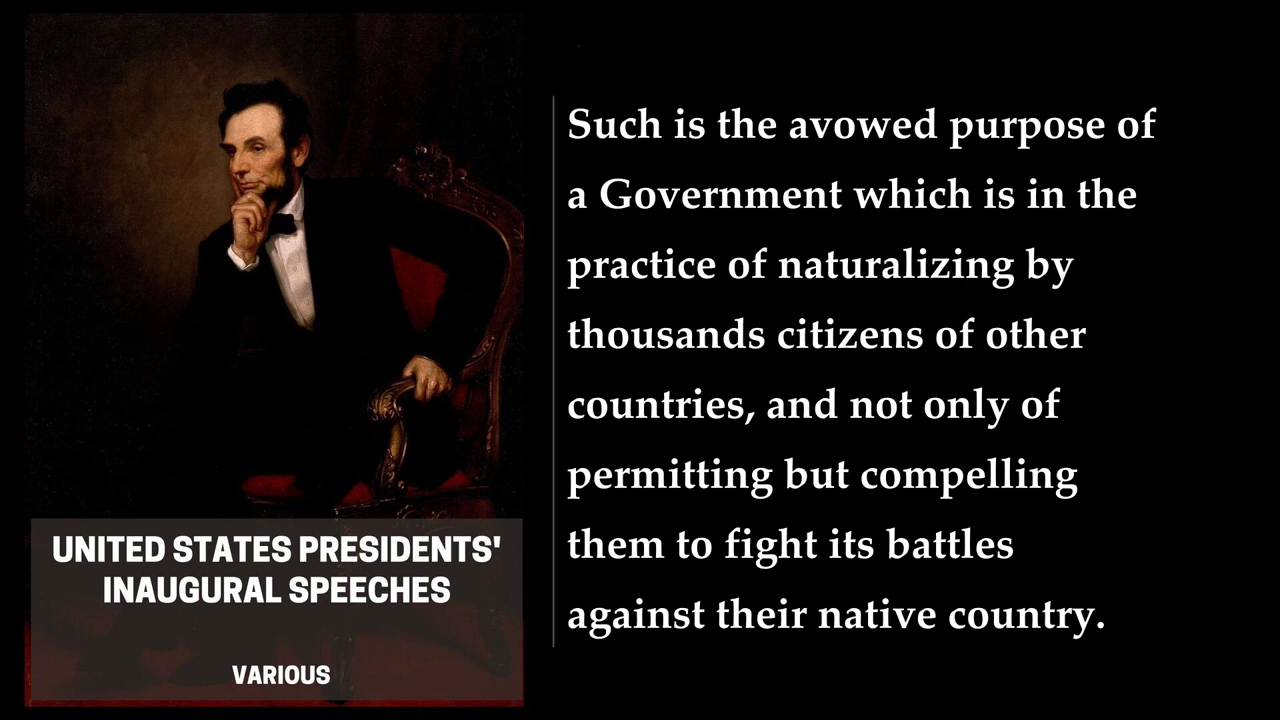 UNITED STATES PRESIDENTS'
INAUGURAL SPEECHES
VARIOUS
Such is the avowed purpose of
a Government which is in the
practice of naturalizing by
thousands citizens of other
countries, and not only of
permitting but compelling
them to fight its battles
against their native country.